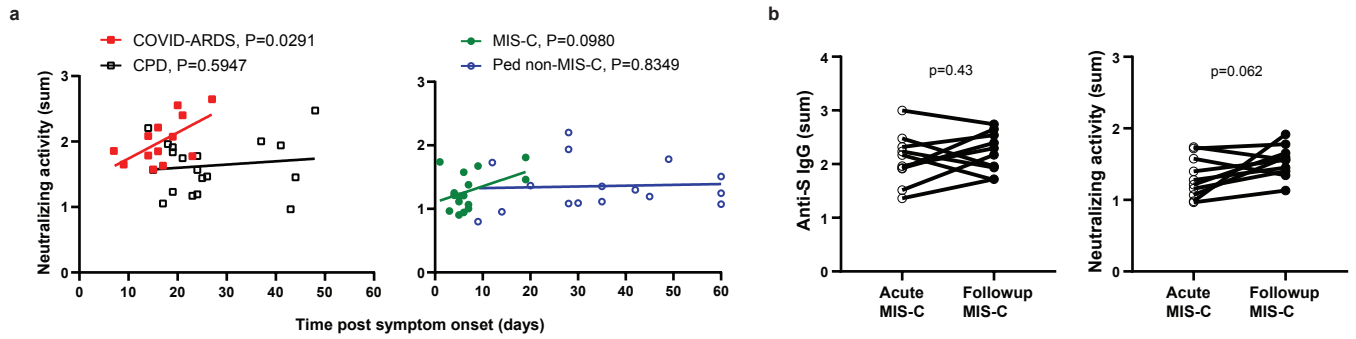 a
COVID-ARDS, P=0.0291
CPD, P=0.5947
Neutralizing activity (sum)
3
2
1
0
0 10 20 30 40 50 60
MIS-C, P=0.0980
Ped non-MIS-C, P=0.8349
3
2
1
0
0 10 20 30 40 50 60
Time post symptom onset (days)
b
p=0.43
Anti-S IgG (sum)
4
3
2
1
0
Acute
MIS-C
Followup
MIS-C
p=0.062
Neutralizing activity (sum)
3
2
1
0
Acute
MIS-C
Followup
MIS-C